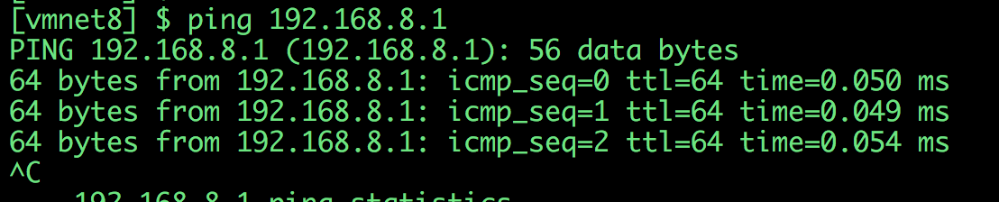 [vmnet8] $ ping 192.168.8.1
PING 192.168.8.1 (192.168.8.1): 56 data bytes
64 bytes from 192.168.8.1: icmp_seq=0 ttl=64 time=0.050 ms
64 bytes from 192.168.8.1: icmp_seq=1 ttl=64 time=0.049 ms
64 bytes from 192.168.8.1: icmp_seq=2 ttl=64 time=0.054 ms
^C
192.168.8.1 ping statistics